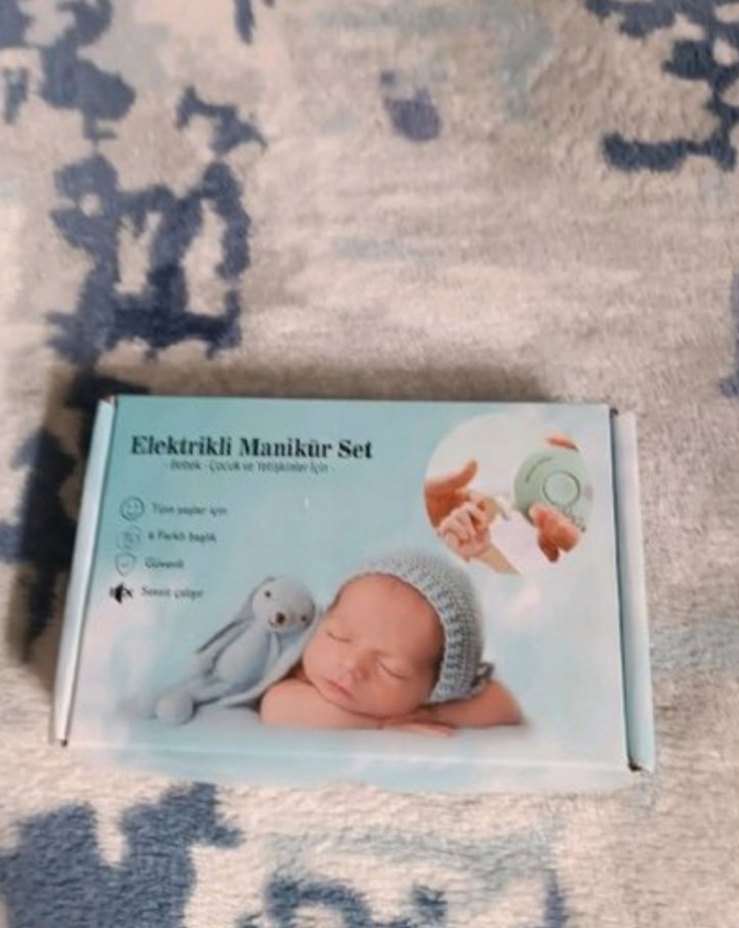 Elektrikli Manikür Set
- Bebek - Çocuk ve Yetişkinler İçin -
Tüm yaşlar için
6 Farklı başlık
Güvenli
Sessiz çalışır